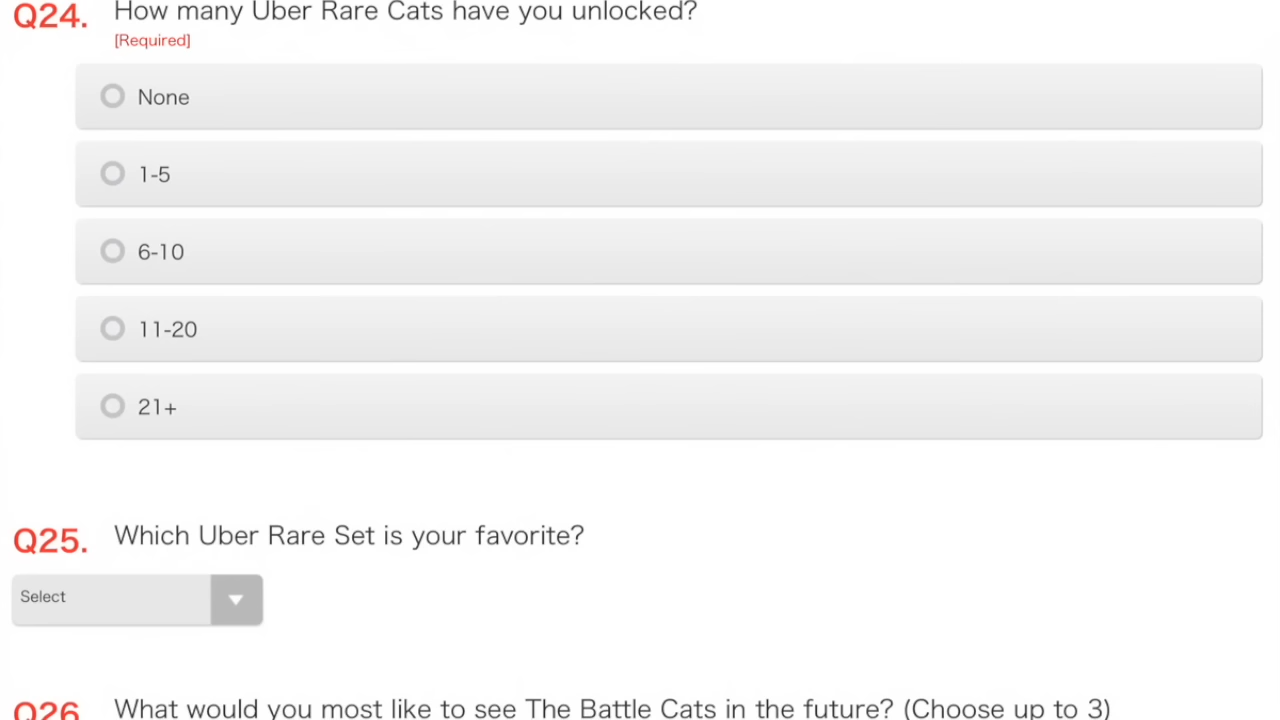 Q24. How many Uber Rare Cats have you unlocked?
[Required]
None
1-5
6-10
11-20
21+
Q25. Which Uber Rare Set is your favorite?
Select
Q26 What would you most like to see The Battle Cats in the future? (Choose up to 3)